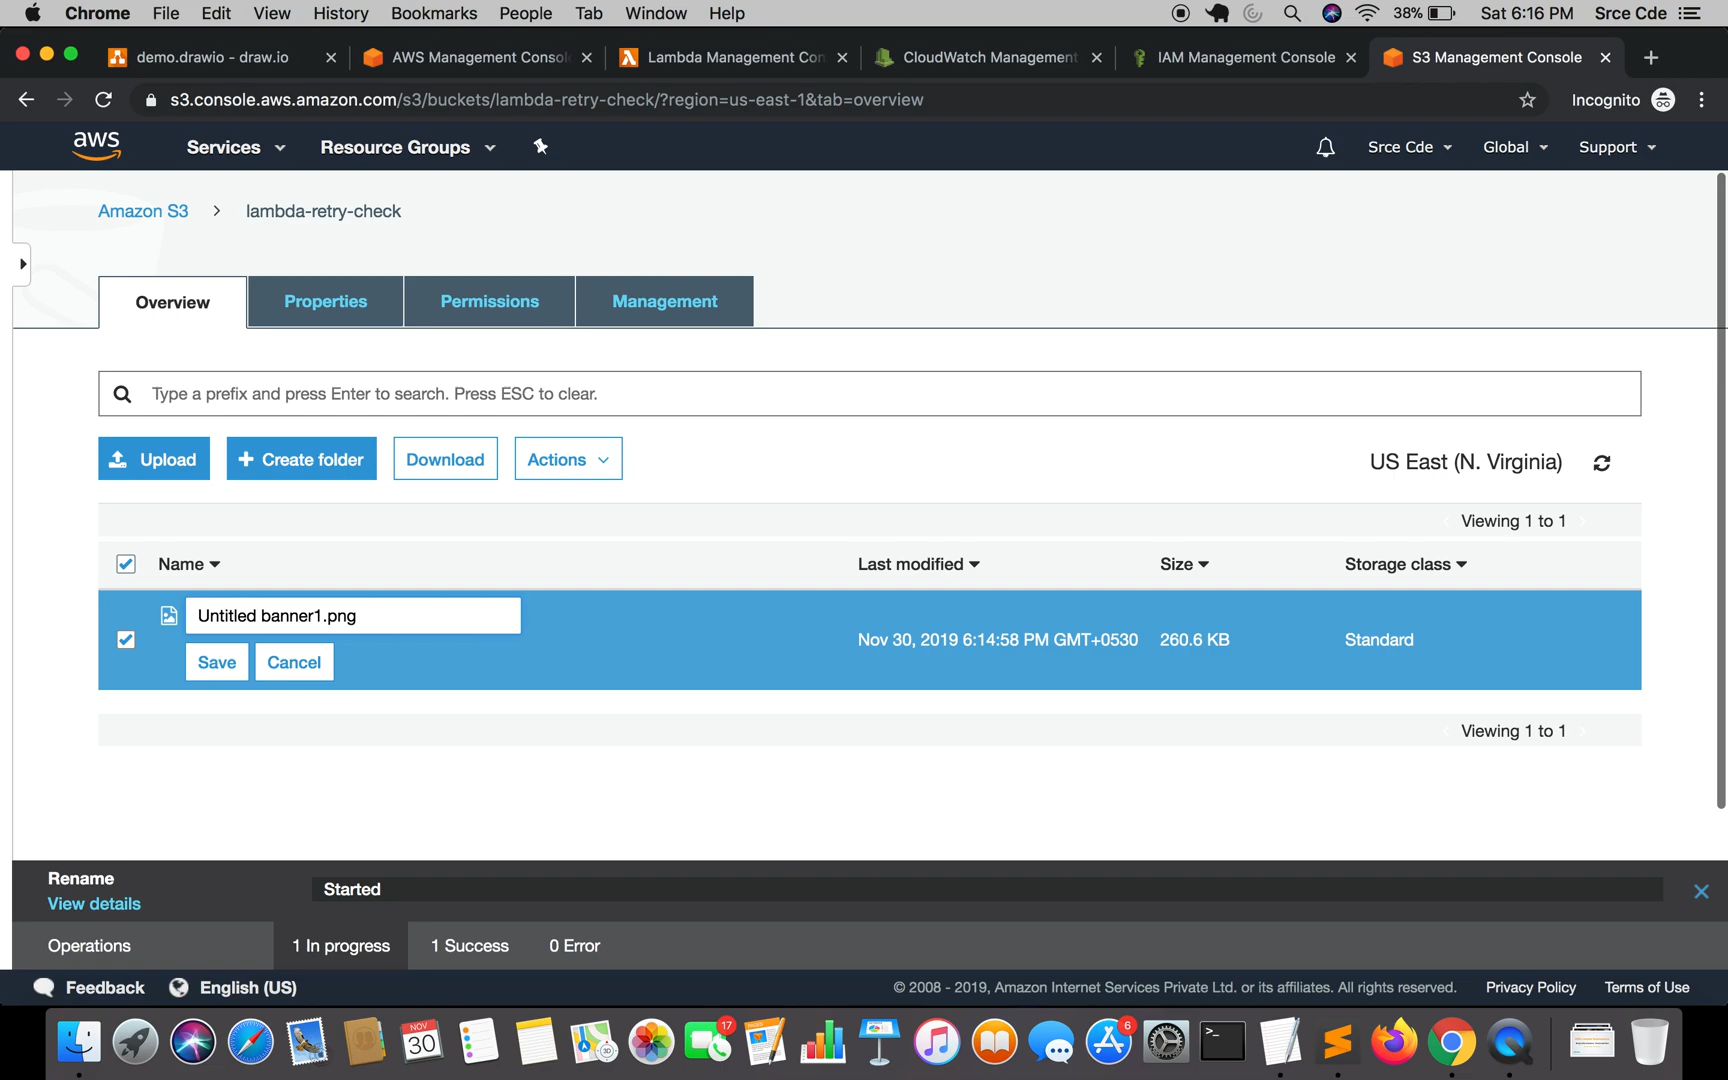 Chrome File Edit View History Bookmarks People Tab Window Help 38% Sat 6:16 PM Srce Cde
demo.drawio - draw.io AWS Management Consol Lambda Management Con CloudWatch Management IAM Management Console S3 Management Console
s3.console.aws.amazon.com/s3/buckets/lambda-retry-check/?region=us-east-1&tab=overview Incognito
aws Services Resource Groups Srce Cde Global Support
Amazon S3 > lambda-retry-check
Overview Properties Permissions Management
Type a prefix and press Enter to search. Press ESC to clear.
Upload + Create folder Download Actions US East (N. Virginia)
Viewing 1 to 1
Name Last modified Size Storage class
Untitled banner1.png
Nov 30, 2019 6:14:58 PM GMT+0530 260.6 KB Standard
Save Cancel
Viewing 1 to 1
Rename Started
View details
Operations 1 In progress 1 Success 0 Error
Feedback English (US) © 2008 - 2019, Amazon Internet Services Private Ltd. or its affiliates. All rights reserved. Privacy Policy Terms of Use
NOV 30 17 6